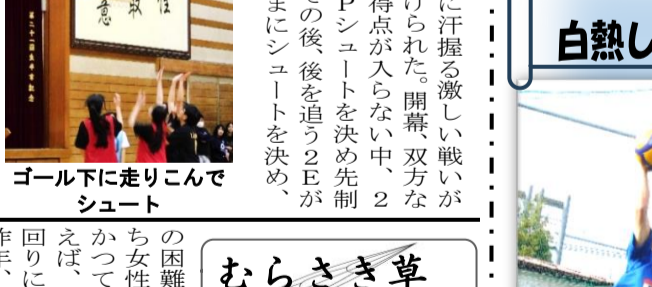 白熱し
に汗握る激しい戦いが
けられた。開幕、双方な
得点が入らない中、2
Pシュートを決め先制
その後、後を追う2Eが
まにシュートを決め、
意
ゴール下に走りこんで
シュート
むらさき草
の困難
ち女性
かつて
えば、
回りに
昨年、